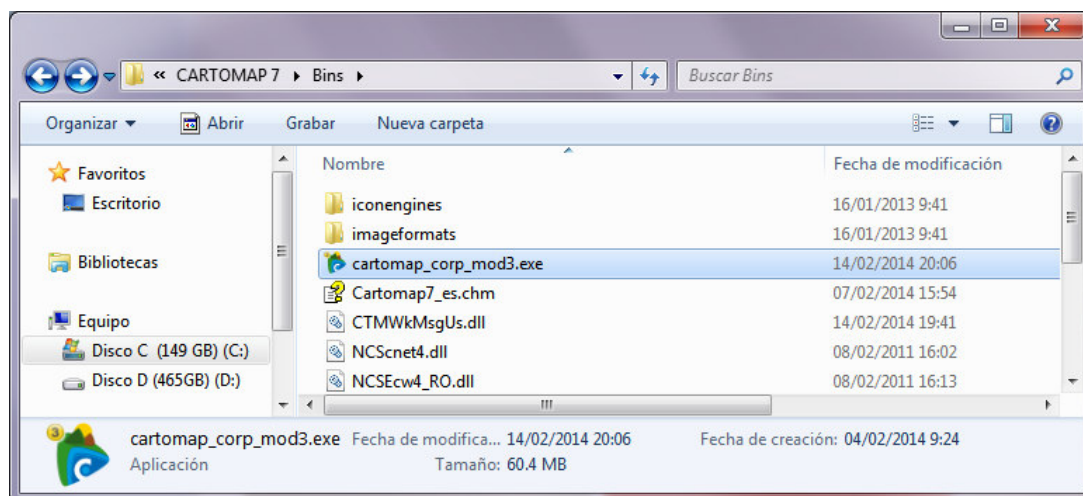 « CARTOMAP 7 ▸ Bins ▸ Buscar Bins
Organizar Abrir Grabar Nueva carpeta
Favoritos
Escritorio
Bibliotecas
Equipo
Disco C (149 GB) (C:)
Disco D (465GB) (D:)
Nombre Fecha de modificación
iconengines 16/01/2013 9:41
imageformats 16/01/2013 9:41
cartomap_corp_mod3.exe 14/02/2014 20:06
Cartomap7_es.chm 07/02/2014 15:54
CTMWkMsgUs.dll 14/02/2014 19:41
NCScnet4.dll 08/02/2011 16:02
NCSEcw4_RO.dll 08/02/2011 16:13
3
cartomap_corp_mod3.exe Fecha de modifica... 14/02/2014 20:06 Fecha de creación: 04/02/2014 9:24
Aplicación Tamaño: 60.4 MB